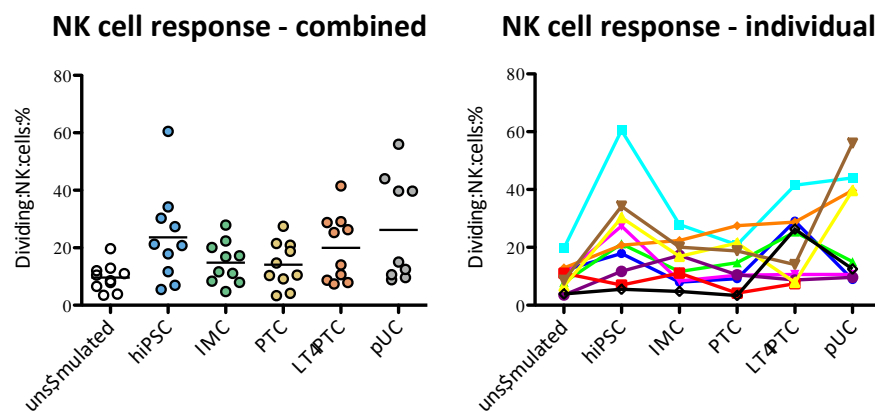 NK cell response - combined
NK cell response - individual
Dividing:NK:cells:%
80
60
40
20
0
uns$mulated
hiPSC
IMC
PTC
LT4PTC
pUC
Dividing:NK:cells:%
80
60
40
20
0
uns$mulated
hiPSC
IMC
PTC
LT4PTC
pUC